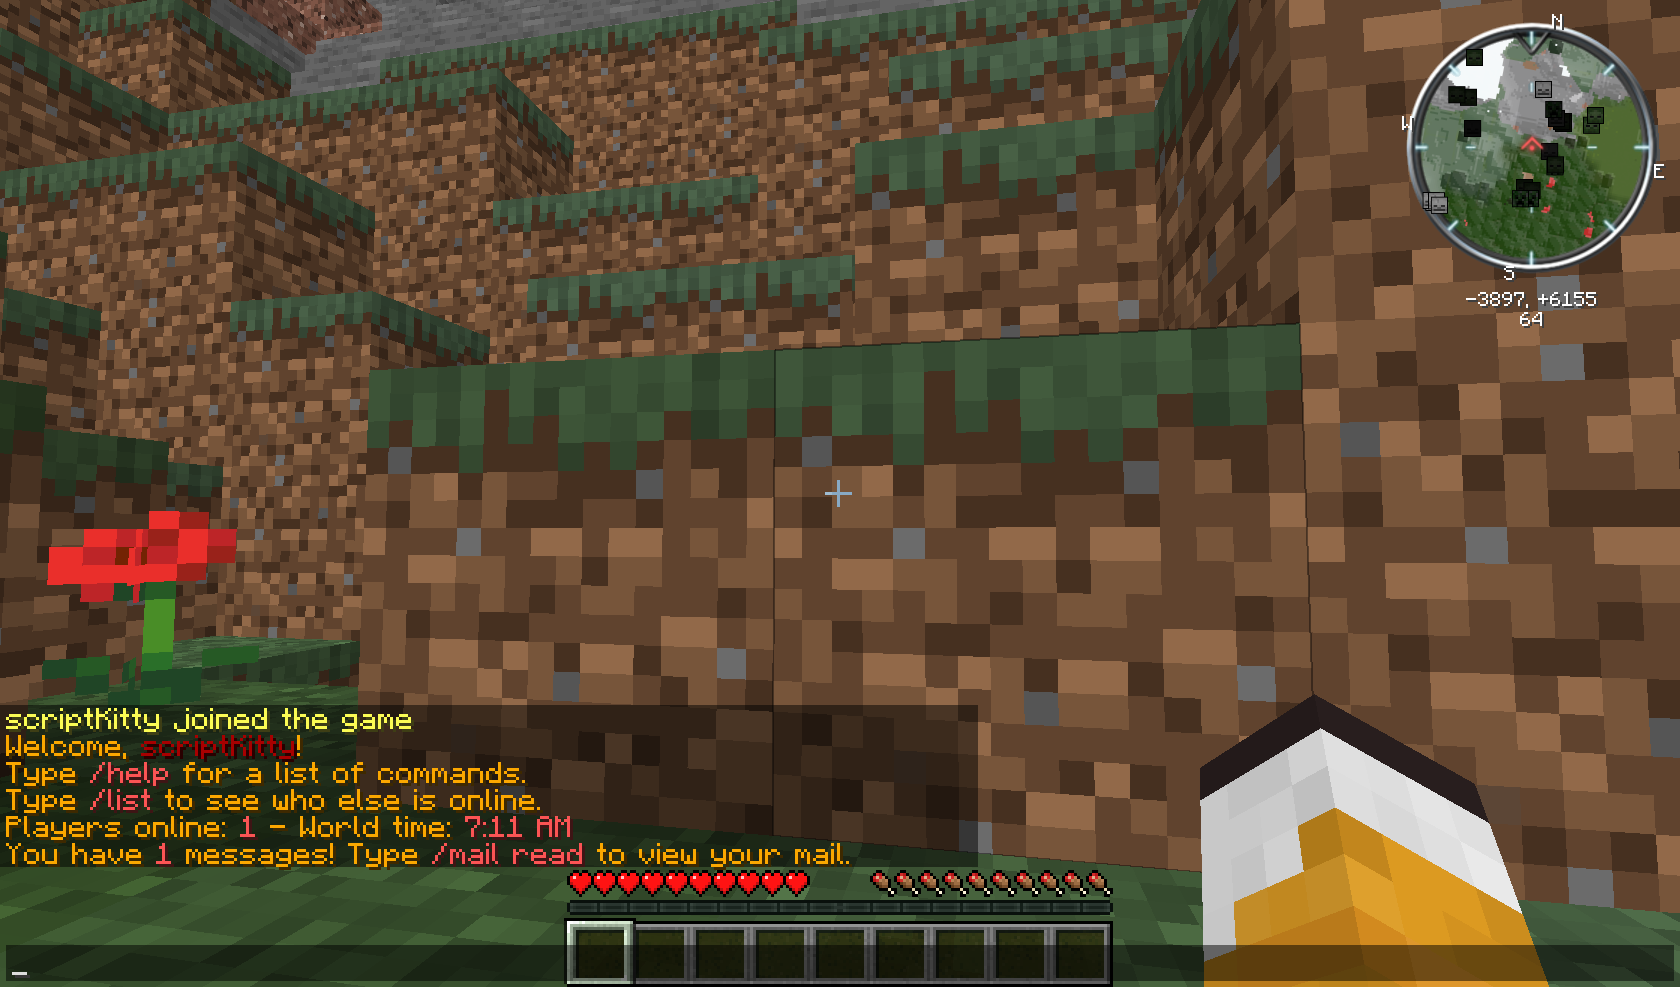 N
W
E
S
-3897, +6155
64
scriptKitty joined the game
Welcome, scriptKitty!
Type /help for a list of commands.
Type /list to see who else is online.
Players online: 1 - World time: 7:11 AM
You have 1 messages! Type /mail read to view your mail.
_